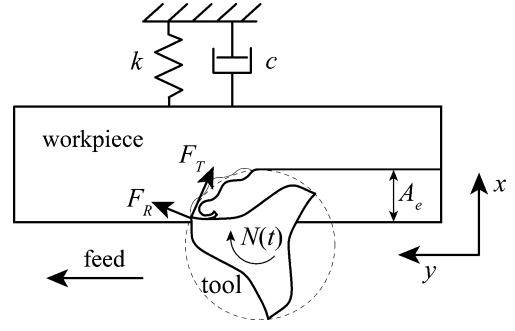 k
c
workpiece
F_T
F_R
A_e
x
N(t)
feed
y
tool